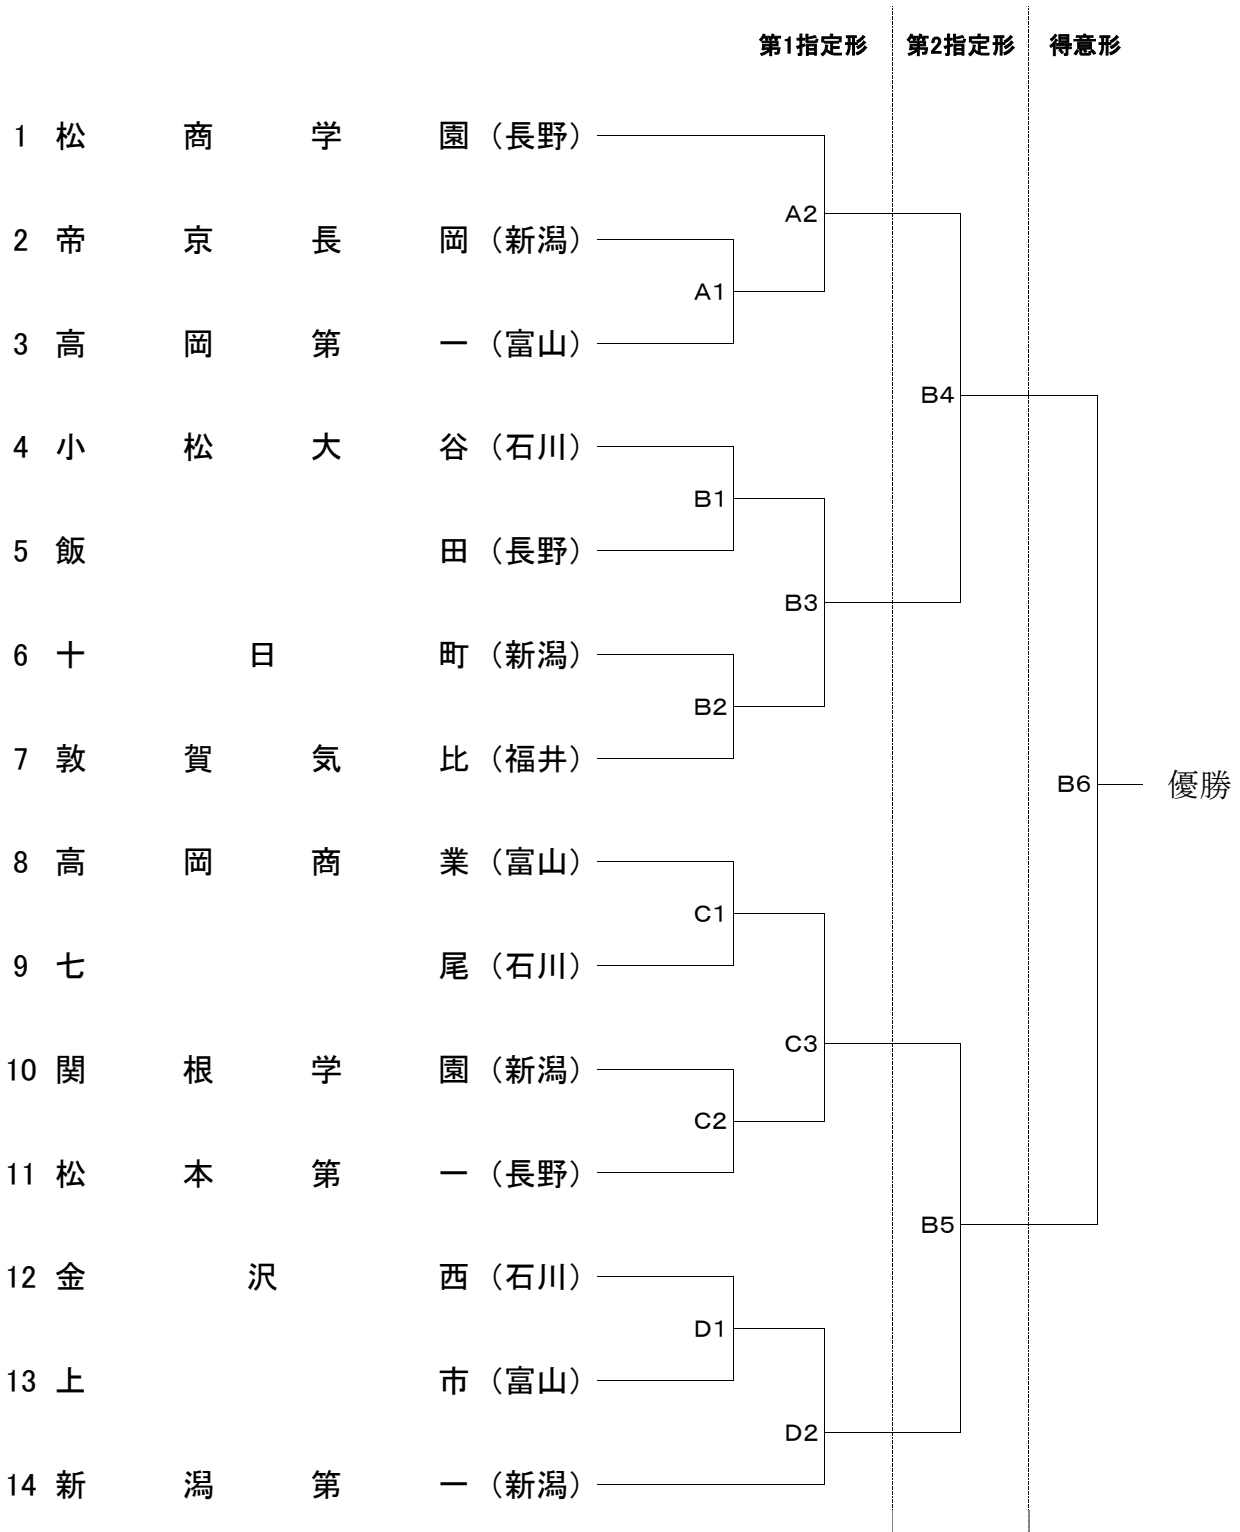 第1指定形 第2指定形 得意形
1 松商学園（長野）
A2
2 帝京長岡（新潟）
A1
3 高岡第一（富山）
B4
4 小松大谷（石川）
B1
5 飯田（長野）
B3
6 十日町（新潟）
B2
7 敦賀気比（福井）
B6 優勝
8 高岡商業（富山）
C1
9 七尾（石川）
C3
10 関根学園（新潟）
C2
11 松本第一（長野）
B5
12 金沢西（石川）
D1
13 上市（富山）
D2
14 新潟第一（新潟）